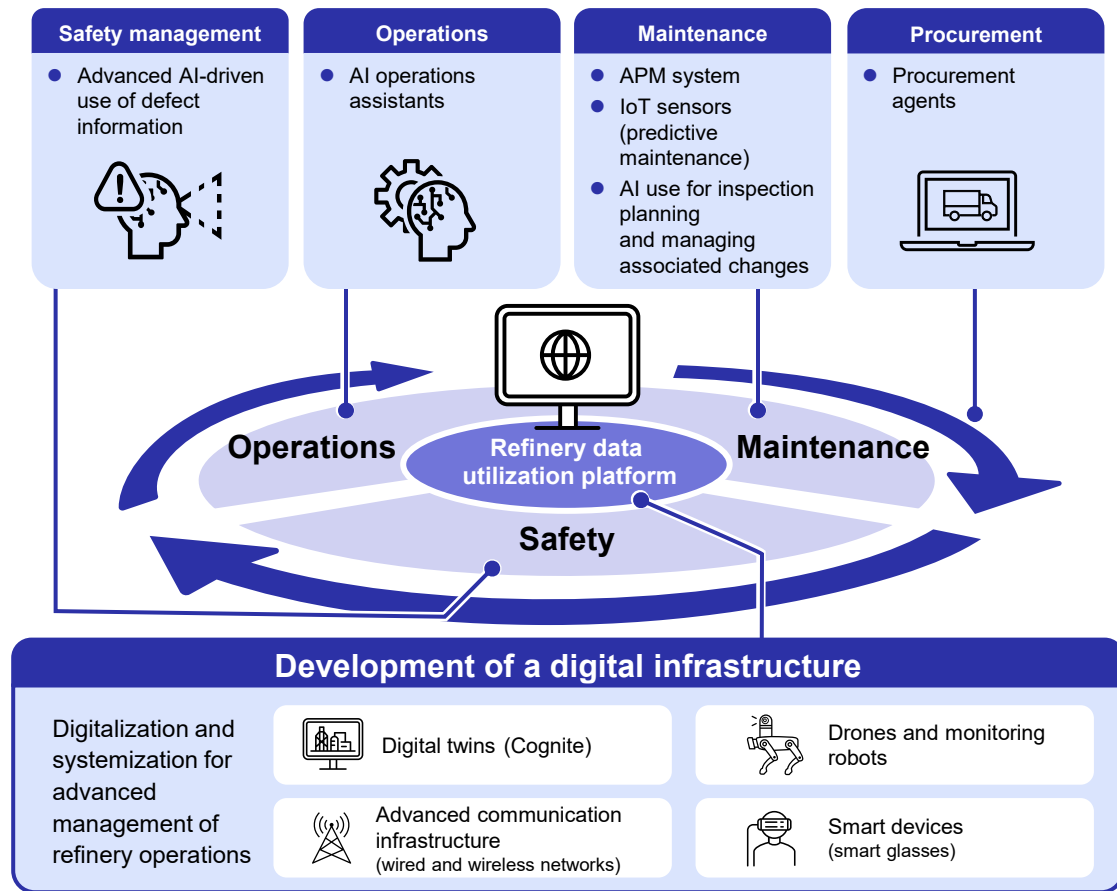 Safety management
Advanced AI-driven
use of defect
information
Operations
AI operations
assistants
Maintenance
APM system
IoT sensors
(predictive
maintenance)
AI use for inspection
planning
and managing
associated changes
Procurement
Procurement
agents
Operations
Refinery data
utilization platform
Maintenance
Safety
Development of a digital infrastructure
Digitalization and
systemization for
advanced
management of
refinery operations
Digital twins (Cognite)
Drones and monitoring
robots
Advanced communication
infrastructure
(wired and wireless networks)
Smart devices
(smart glasses)